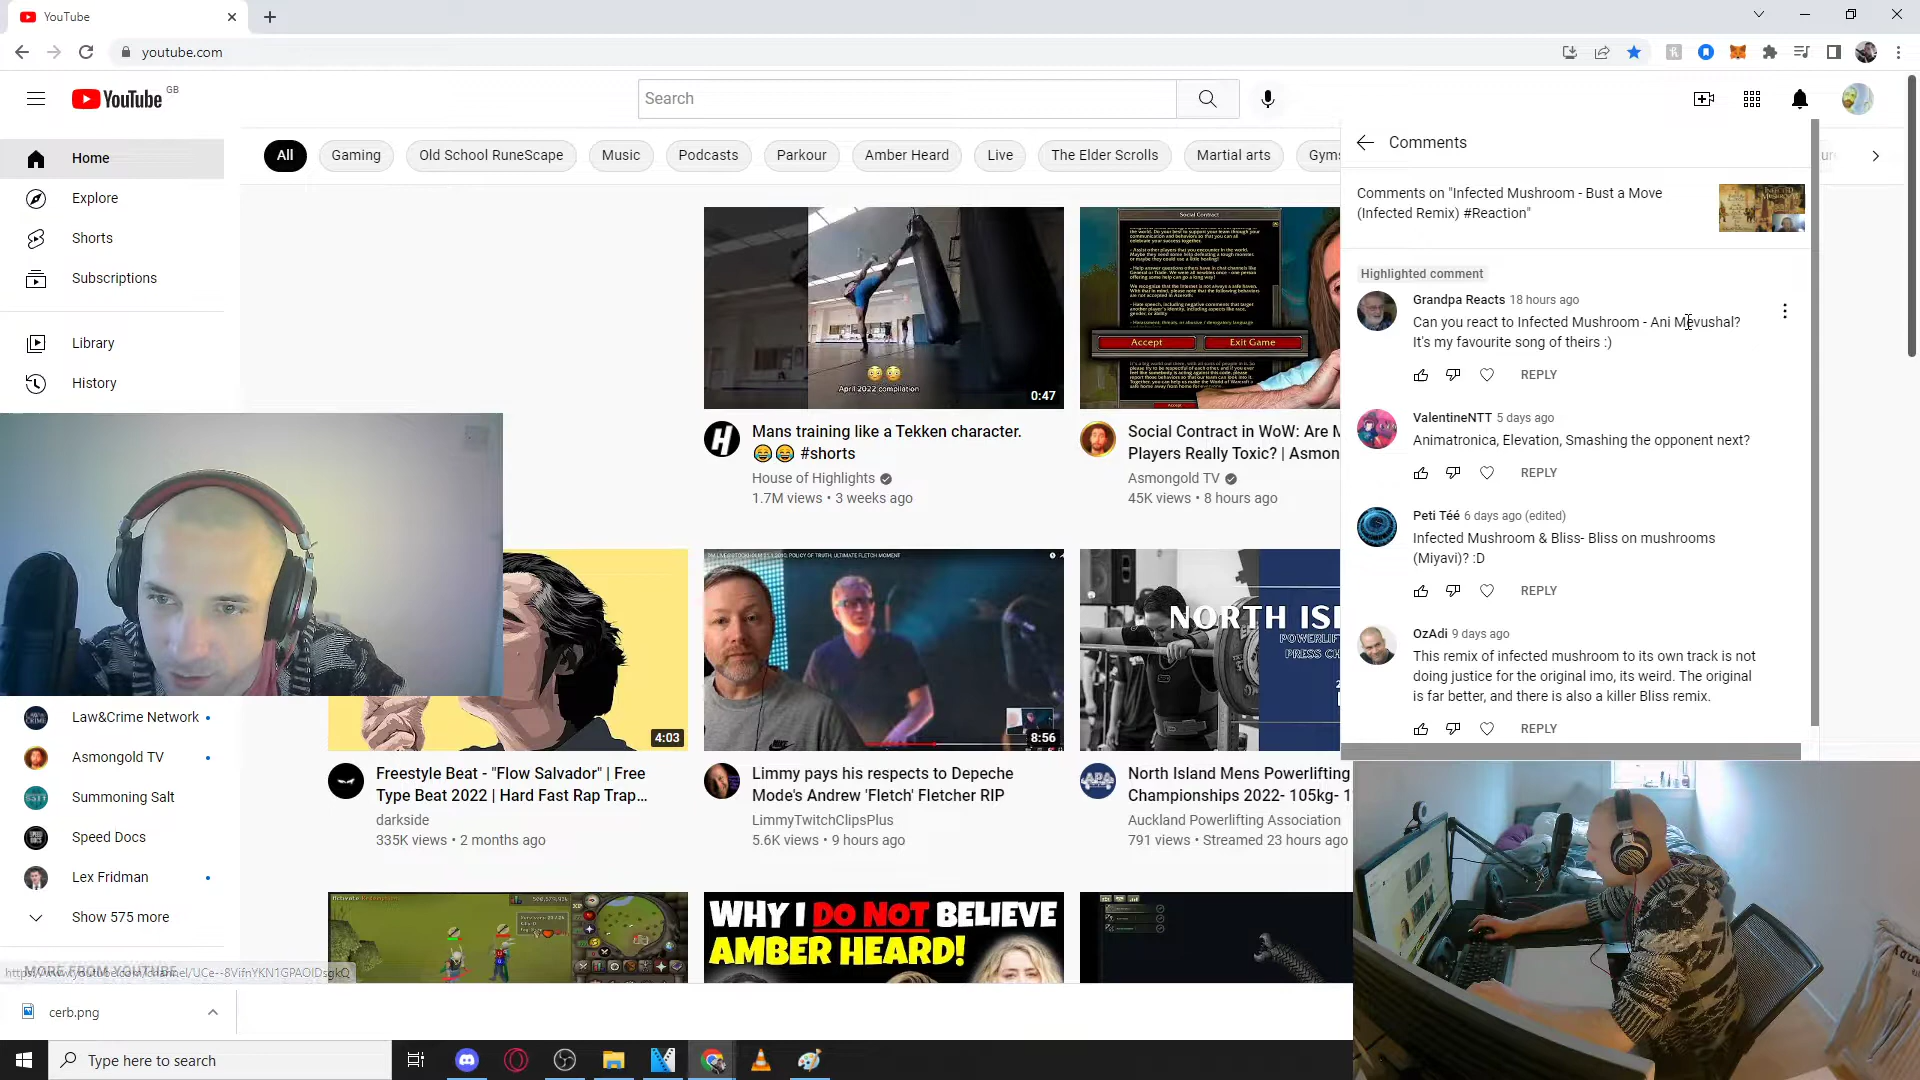 YouTube
youtube.com
YouTube GB
Search
Home
Explore
Shorts
Subscriptions
Library
History
Law&Crime Network
Asmongold TV
Summoning Salt
Speed Docs
Lex Fridman
Show 575 more
MORE FROM YOUTUBE
All
Gaming
Old School RuneScape
Music
Podcasts
Parkour
Amber Heard
Live
The Elder Scrolls
Martial arts
Gyms
April 2022 compilation
0:47
Mans training like a Tekken character.
😂😂 #shorts
House of Highlights
1.7M views • 3 weeks ago
Social Contract
Accept
Exit Game
Social Contract in WoW: Are M
Players Really Toxic? | Asmon
Asmongold TV
45K views • 8 hours ago
4:03
Freestyle Beat - "Flow Salvador" | Free
Type Beat 2022 | Hard Fast Rap Trap...
darkside
335K views • 2 months ago
8:56
Limmy pays his respects to Depeche
Mode's Andrew 'Fletch' Fletcher RIP
LimmyTwitchClipsPlus
5.6K views • 9 hours ago
NORTH ISL
POWERLIF
PRESS CH
North Island Mens Powerlifting
Championships 2022- 105kg- 1
Auckland Powerlifting Association
791 views • Streamed 23 hours ago
WHY I DO NOT BELIEVE
AMBER HEARD!
Comments
Comments on "Infected Mushroom - Bust a Move
(Infected Remix) #Reaction"
Highlighted comment
Grandpa Reacts 18 hours ago
Can you react to Infected Mushroom - Ani Mevushal?
It's my favourite song of theirs :)
REPLY
ValentineNTT 5 days ago
Animatronica, Elevation, Smashing the opponent next?
REPLY
Peti Téé 6 days ago (edited)
Infected Mushroom & Bliss- Bliss on mushrooms
(Miyavi)? :D
REPLY
OzAdi 9 days ago
This remix of infected mushroom to its own track is not
doing justice for the original imo, its weird. The original
is far better, and there is also a killer Bliss remix.
REPLY
cerb.png
Type here to search